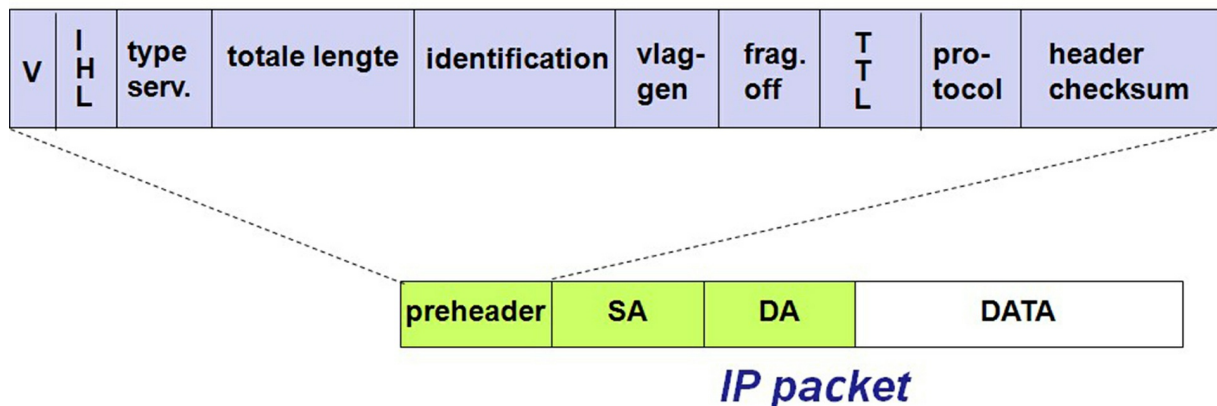 V
I
H
L
type
serv.
totale lengte
identification
vlag-
gen
frag.
off
T
T
L
pro-
tocol
header
checksum
preheader
SA
DA
DATA
IP packet